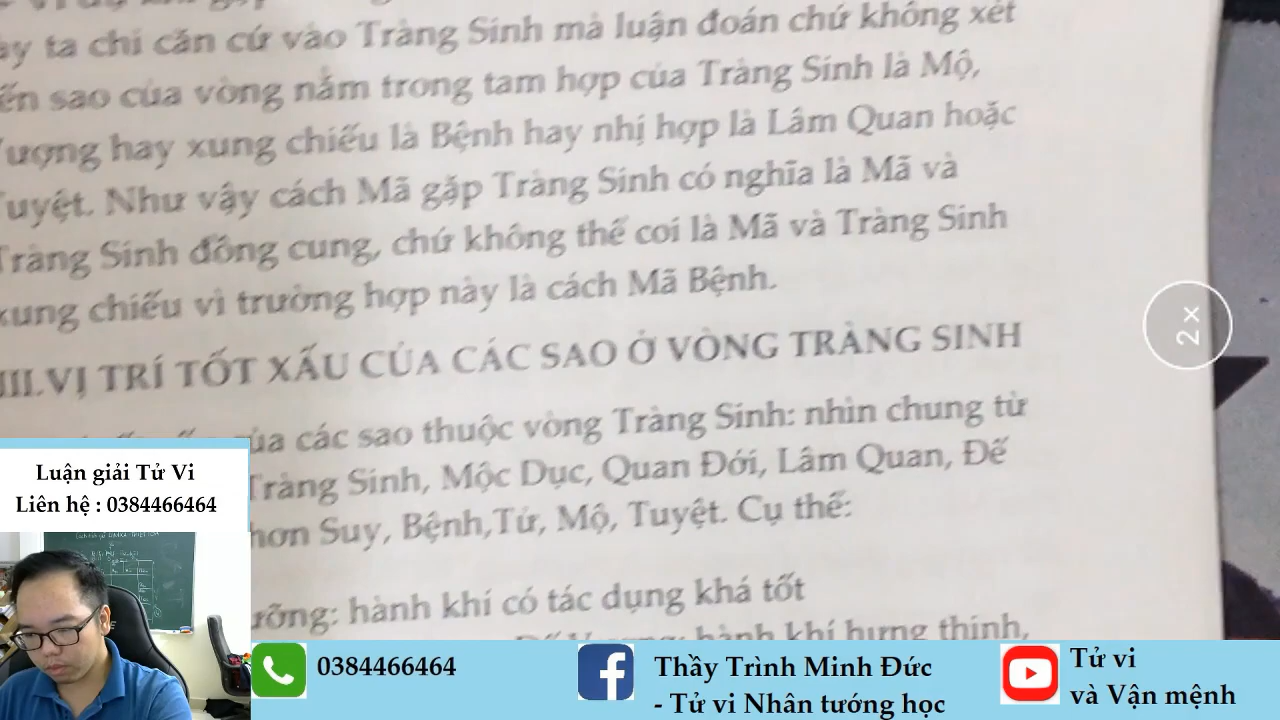 ta chỉ căn cứ vào Tràng Sinh mà luận đoán chứ không xét
sao của vòng nằm trong tam hợp của Tràng Sinh là Mộ,
hay xung chiếu là Bệnh hay nhị hợp là Lâm Quan hoặc
Tuyệt. Như vậy cách Mã gặp Tràng Sinh có nghĩa là Mã và
Tràng Sinh đồng cung, chứ không thể coi là Mã và Tràng Sinh
xung chiếu vì trường hợp này là cách Mã Bệnh.
III.VỊ TRÍ TỐT XẤU CỦA CÁC SAO Ở VÒNG TRÀNG SINH
của các sao thuộc vòng Tràng Sinh: nhìn chung từ
Tràng Sinh, Mộc Dục, Quan Đới, Lâm Quan, Đế
hơn Suy, Bệnh,Tử, Mộ, Tuyệt. Cụ thể:
hành khí có tác dụng khá tốt
hành khí hưng thịnh,
2×
Luận giải Tử Vi
Liên hệ : 0384466464
0384466464
Thầy Trình Minh Đức
- Tử vi Nhân tướng học
Tử vi
và Vận mệnh